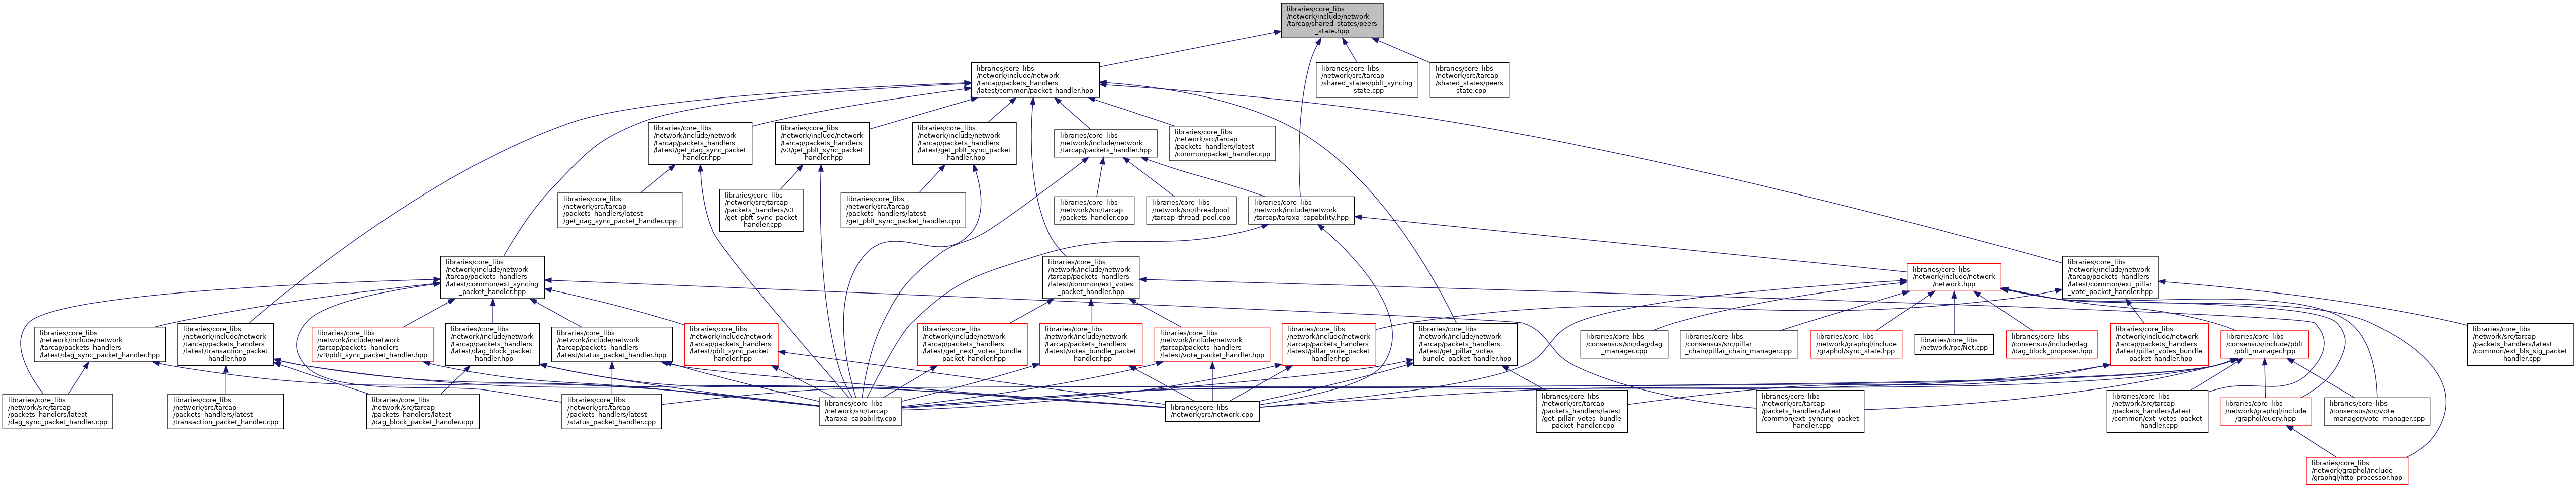 libraries/core_libs
/network/include/network
/tarcap/shared_states/peers
_state.hpp
libraries/core_libs
/network/include/network
/tarcap/packets_handlers
/latest/common/packet_handler.hpp
libraries/core_libs
/network/src/tarcap
/shared_states/pbft_syncing
_state.cpp
libraries/core_libs
/network/src/tarcap
/shared_states/peers
_state.cpp
libraries/core_libs
/network/include/network
/tarcap/packets_handlers
/latest/get_dag_sync_packet
_handler.hpp
libraries/core_libs
/network/include/network
/tarcap/packets_handlers
/v3/get_pbft_sync_packet
_handler.hpp
libraries/core_libs
/network/include/network
/tarcap/packets_handlers
/latest/get_pbft_sync_packet
_handler.hpp
libraries/core_libs
/network/include/network
/tarcap/packets_handler.hpp
libraries/core_libs
/network/src/tarcap
/packets_handlers/latest
/common/packet_handler.cpp
libraries/core_libs
/network/src/tarcap
/packets_handlers/latest
/get_dag_sync_packet_handler.cpp
libraries/core_libs
/network/src/tarcap
/packets_handlers/v3
/get_pbft_sync_packet
_handler.cpp
libraries/core_libs
/network/src/tarcap
/packets_handlers/latest
/get_pbft_sync_packet_handler.cpp
libraries/core_libs
/network/src/tarcap
/packets_handler.cpp
libraries/core_libs
/network/src/threadpool
/tarcap_thread_pool.cpp
libraries/core_libs
/network/include/network
/tarcap/taraxa_capability.hpp
libraries/core_libs
/network/include/network
/tarcap/packets_handlers
/latest/common/ext_syncing
_packet_handler.hpp
libraries/core_libs
/network/include/network
/tarcap/packets_handlers
/latest/common/ext_votes
_packet_handler.hpp
libraries/core_libs
/network/include/network
/network.hpp
libraries/core_libs
/network/include/network
/tarcap/packets_handlers
/latest/common/ext_pillar
_vote_packet_handler.hpp
libraries/core_libs
/network/include/network
/tarcap/packets_handlers
/latest/dag_sync_packet_handler.hpp
libraries/core_libs
/network/include/network
/tarcap/packets_handlers
/latest/transaction_packet
_handler.hpp
libraries/core_libs
/network/include/network
/tarcap/packets_handlers
/v3/pbft_sync_packet_handler.hpp
libraries/core_libs
/network/include/network
/tarcap/packets_handlers
/latest/dag_block_packet
_handler.hpp
libraries/core_libs
/network/include/network
/tarcap/packets_handlers
/latest/status_packet_handler.hpp
libraries/core_libs
/network/include/network
/tarcap/packets_handlers
/latest/pbft_sync_packet
_handler.hpp
libraries/core_libs
/network/include/network
/tarcap/packets_handlers
/latest/get_next_votes_bundle
_packet_handler.hpp
libraries/core_libs
/network/include/network
/tarcap/packets_handlers
/latest/votes_bundle_packet
_handler.hpp
libraries/core_libs
/network/include/network
/tarcap/packets_handlers
/latest/vote_packet_handler.hpp
libraries/core_libs
/network/include/network
/tarcap/packets_handlers
/latest/pillar_vote_packet
_handler.hpp
libraries/core_libs
/network/include/network
/tarcap/packets_handlers
/latest/get_pillar_votes
_bundle_packet_handler.hpp
libraries/core_libs
/consensus/src/dag/dag
_manager.cpp
libraries/core_libs
/consensus/src/pillar
_chain/pillar_chain_manager.cpp
libraries/core_libs
/network/graphql/include
/graphql/sync_state.hpp
libraries/core_libs
/network/rpc/Net.cpp
libraries/core_libs
/consensus/include/dag
/dag_block_proposer.hpp
libraries/core_libs
/network/include/network
/tarcap/packets_handlers
/latest/pillar_votes_bundle
_packet_handler.hpp
libraries/core_libs
/consensus/include/pbft
/pbft_manager.hpp
libraries/core_libs
/network/src/tarcap
/packets_handlers/latest
/common/ext_bls_sig_packet
_handler.cpp
libraries/core_libs
/network/src/tarcap
/packets_handlers/latest
/dag_sync_packet_handler.cpp
libraries/core_libs
/network/src/tarcap
/packets_handlers/latest
/transaction_packet_handler.cpp
libraries/core_libs
/network/src/tarcap
/packets_handlers/latest
/dag_block_packet_handler.cpp
libraries/core_libs
/network/src/tarcap
/packets_handlers/latest
/status_packet_handler.cpp
libraries/core_libs
/network/src/tarcap
/taraxa_capability.cpp
libraries/core_libs
/network/src/network.cpp
libraries/core_libs
/network/src/tarcap
/packets_handlers/latest
/get_pillar_votes_bundle
_packet_handler.cpp
libraries/core_libs
/network/src/tarcap
/packets_handlers/latest
/common/ext_syncing_packet
_handler.cpp
libraries/core_libs
/network/src/tarcap
/packets_handlers/latest
/common/ext_votes_packet
_handler.cpp
libraries/core_libs
/network/graphql/include
/graphql/query.hpp
libraries/core_libs
/consensus/src/vote
_manager/vote_manager.cpp
libraries/core_libs
/network/graphql/include
/graphql/http_processor.hpp